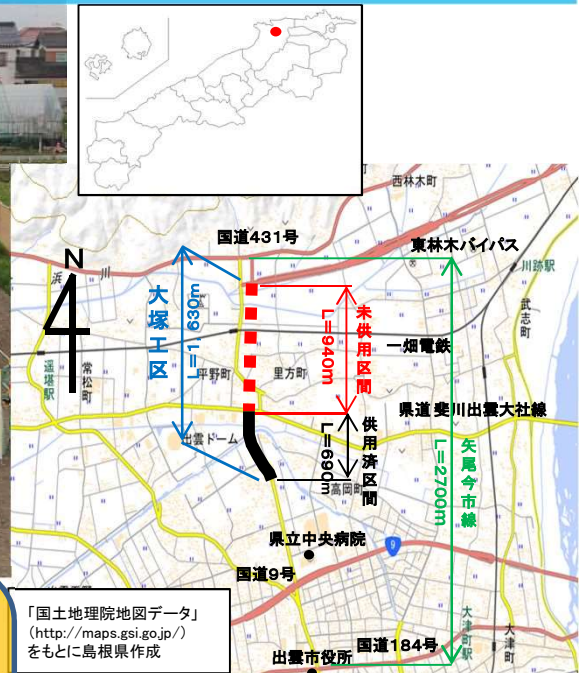 西林木町
国道431号
東林木バイパス
川跡駅
N
浜
川
大塚工区
L=1,630m
未供用区間
L=940m
武志町
一畑電鉄
遥堪駅
常松町
平野町
里方町
県道斐川出雲大社線
出雲ドーム
供用済区間
L=690m
矢尾今市線
L=2700m
高岡町
県立中央病院
9
国道9号
「国土地理院地図データ」
(http://maps.gsi.go.jp/)
をもとに島根県作成
国道184号
大津町駅
大津町
出雲市役所